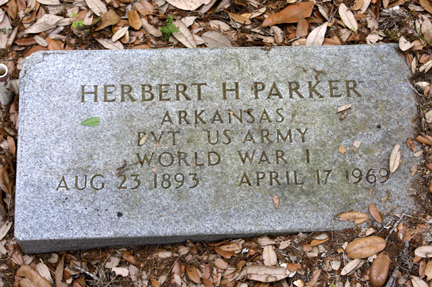 HERBERT H PARKER
ARKANSAS
PVT US ARMY
WORLD WAR I
AUG 23 1893 APRIL 17 1969